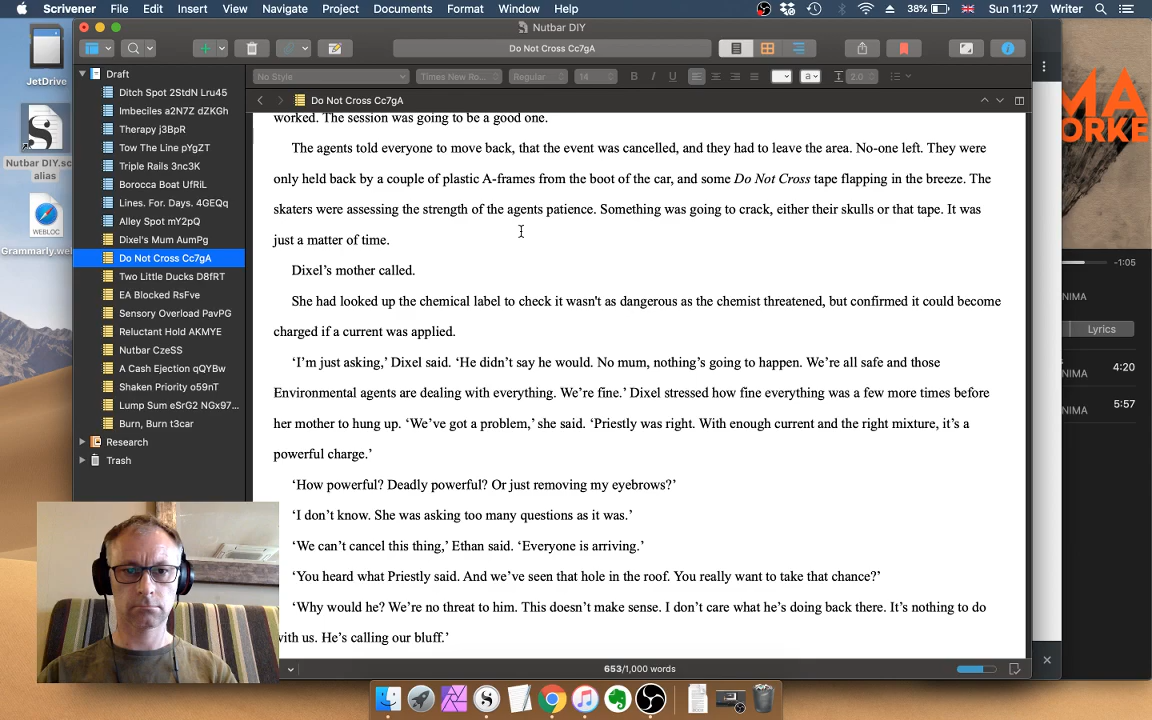 Scrivener File Edit Insert View Navigate Project Documents Format Window Help 38% Sun 11:27 Writer
Nutbar DIY
Do Not Cross Cc7gA
No Style Times New Ro... Regular 14 B I U a 2.0
JetDrive
Nutbar DIY.sc
alias
WEBLOC
Grammarly.we
Draft
Ditch Spot 2StdN Lru45
Imbeciles a2N7Z dZKGh
Therapy j3BpR
Tow The Line pYgZT
Triple Rails 3nc3K
Borocca Boat UfRiL
Lines. For. Days. 4GEQq
Alley Spot mY2pQ
Dixel's Mum AumPg
Do Not Cross Cc7gA
Two Little Ducks D8fRT
EA Blocked RsFve
Sensory Overload PavPG
Reluctant Hold AKMYE
Nutbar CzeSS
A Cash Ejection qQYBw
Shaken Priority o59nT
Lump Sum eSrG2 NGx97...
Burn, Burn t3car
Research
Trash
Do Not Cross Cc7gA
worked. The session was going to be a good one.
The agents told everyone to move back, that the event was cancelled, and they had to leave the area. No-one left. They were
only held back by a couple of plastic A-frames from the boot of the car, and some Do Not Cross tape flapping in the breeze. The
skaters were assessing the strength of the agents patience. Something was going to crack, either their skulls or that tape. It was
just a matter of time.
Dixel’s mother called.
She had looked up the chemical label to check it wasn't as dangerous as the chemist threatened, but confirmed it could become
charged if a current was applied.
‘I’m just asking,’ Dixel said. ‘He didn’t say he would. No mum, nothing’s going to happen. We’re all safe and those
Environmental agents are dealing with everything. We’re fine.’ Dixel stressed how fine everything was a few more times before
her mother to hung up. ‘We’ve got a problem,’ she said. ‘Priestly was right. With enough current and the right mixture, it’s a
powerful charge.’
‘How powerful? Deadly powerful? Or just removing my eyebrows?’
‘I don’t know. She was asking too many questions as it was.’
‘We can’t cancel this thing,’ Ethan said. ‘Everyone is arriving.’
‘You heard what Priestly said. And we’ve seen that hole in the roof. You really want to take that chance?’
‘Why would he? We’re no threat to him. This doesn’t make sense. I don’t care what he’s doing back there. It’s nothing to do
with us. He’s calling our bluff.’
653/1,000 words
MA
ORKE
-1:05
NIMA
Lyrics
NIMA 4:20
NIMA 5:57